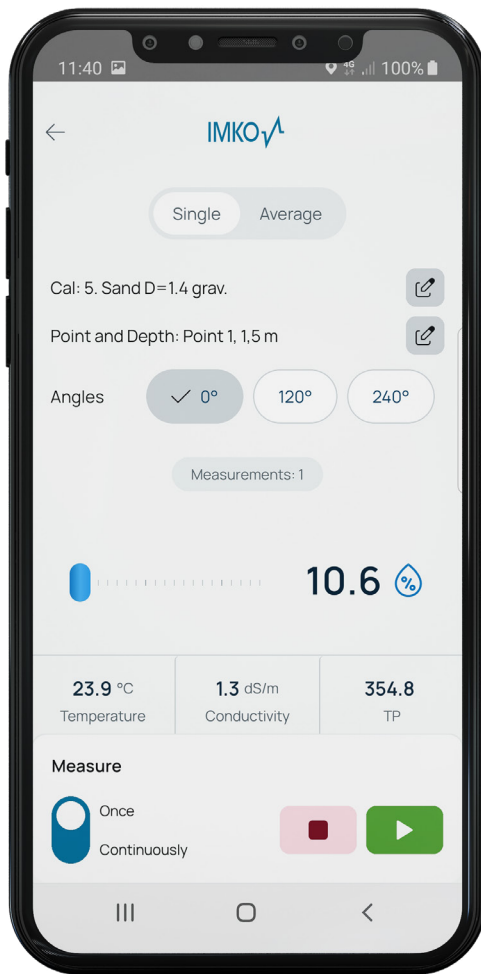 11:40 4G 100%
IMKO
Single Average
Cal: 5. Sand D=1.4 grav.
Point and Depth: Point 1, 1,5 m
Angles 0° 120° 240°
Measurements: 1
10.6 %
23.9 °C 1.3 dS/m 354.8
Temperature Conductivity TP
Measure
Once
Continuously